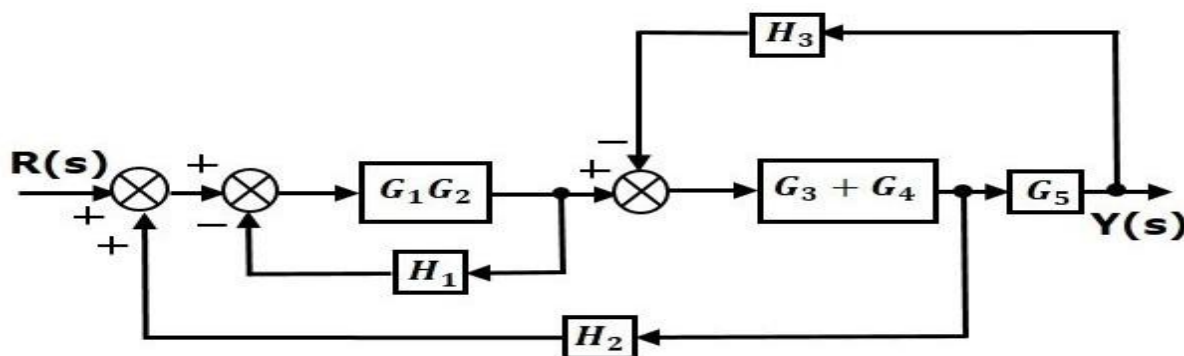 H₃
R(s)
+
+
+
+
−
G₁G₂
+
−
G₃ + G₄
G₅
Y(s)
H₁
H₂